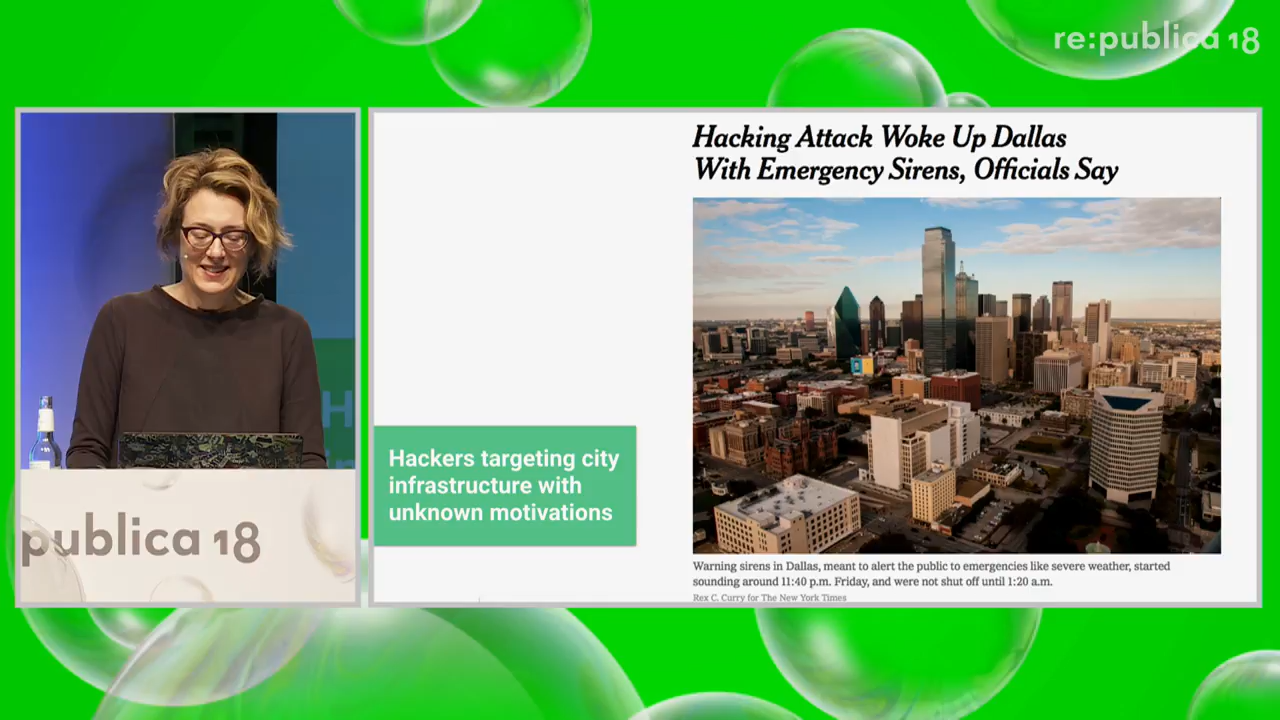 re:publica 18
Hacking Attack Woke Up Dallas
With Emergency Sirens, Officials Say
Hackers targeting city
infrastructure with
unknown motivations
Warning sirens in Dallas, meant to alert the public to emergencies like severe weather, started
sounding around 11:40 p.m. Friday, and were not shut off until 1:20 a.m.
Rex C. Curry for The New York Times
publica 18